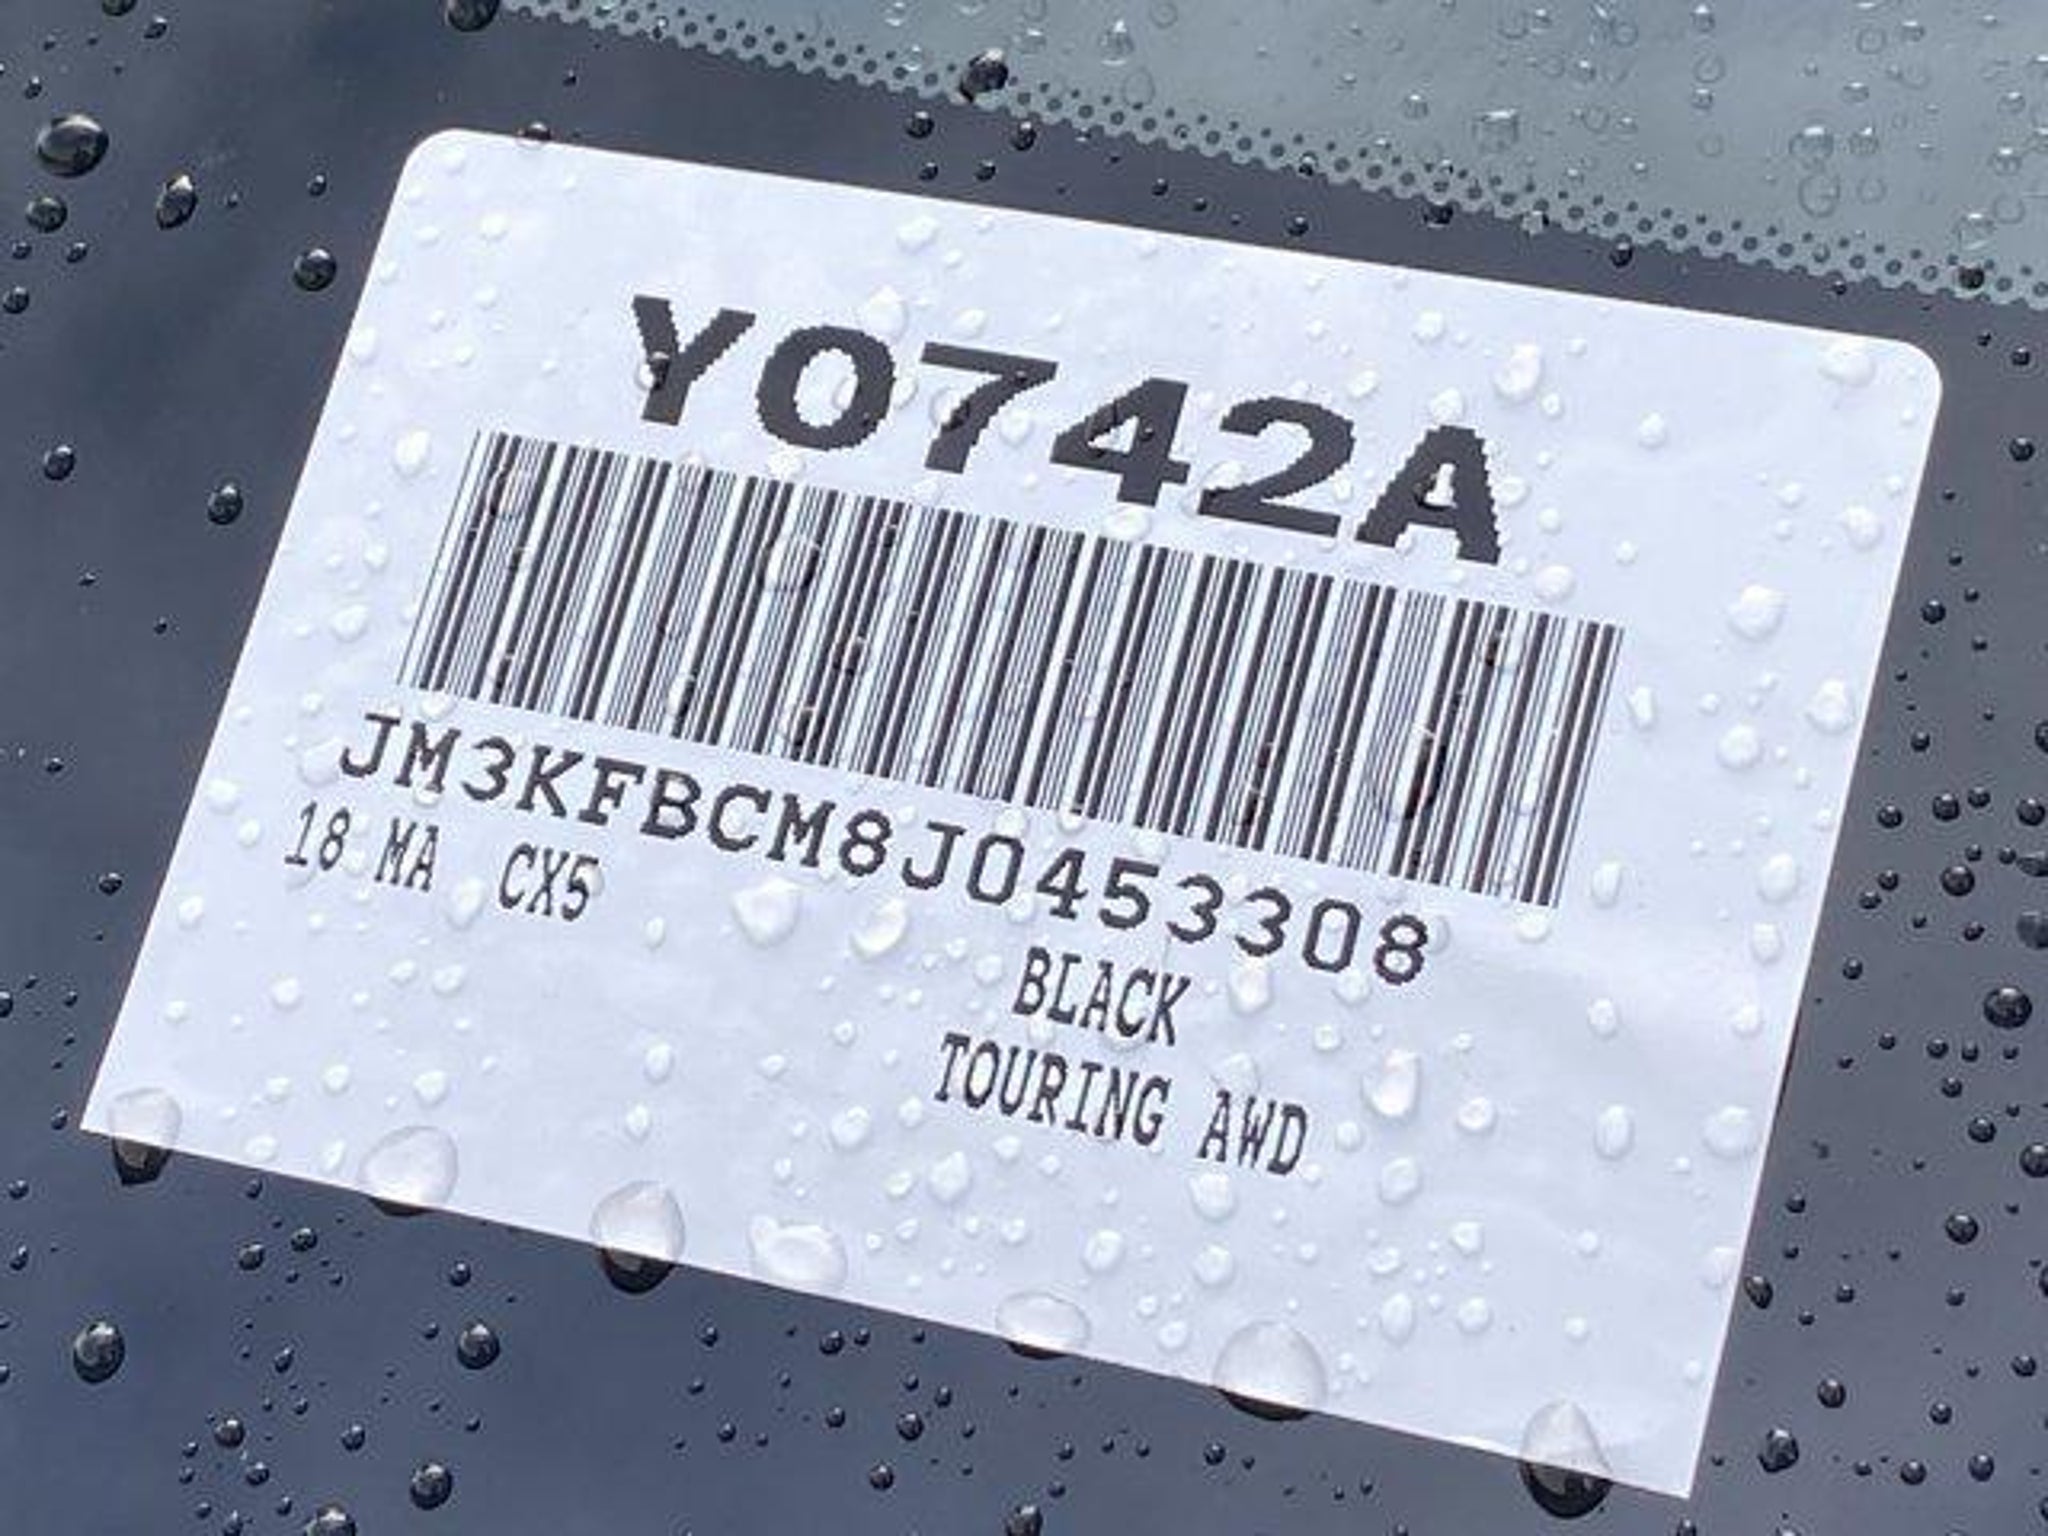 Y0742A
JM3KFBCM8J0453308
18 MA CX5
BLACK
TOURING AWD